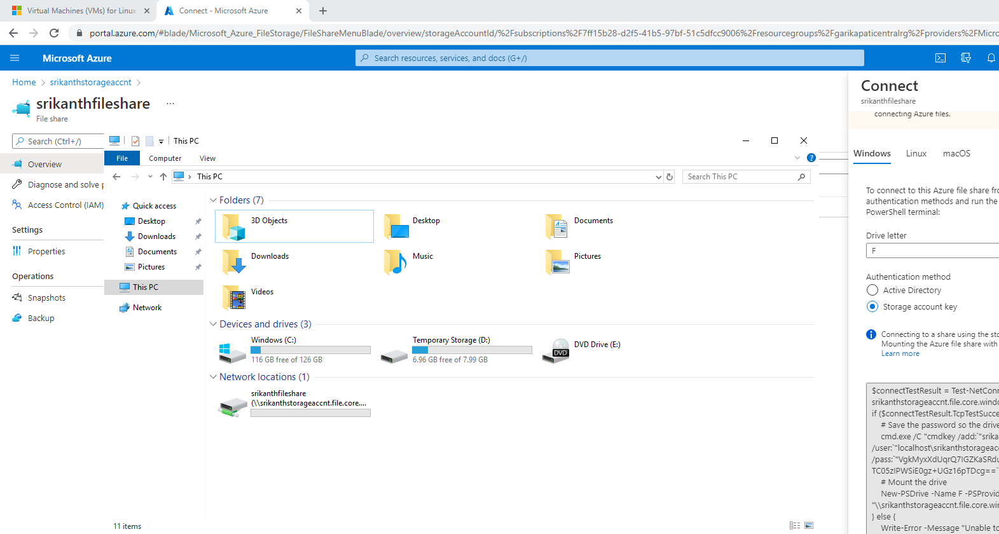 Virtual Machines (VMs) for Linux
Connect - Microsoft Azure
portal.azure.com/#blade/Microsoft_Azure_FileStorage/FileShareMenuBlade/overview/storageAccountId/%2Fsubscriptions%2F7ff15b28-d2f5-41b5-97bf-51c5dfcc9006%2Fresourcegroups%2Fgarikapaticentralrg%2Fproviders%2FMicro
Microsoft Azure
Search resources, services, and docs (G+/)
Home > srikanthstorageaccnt >
srikanthfileshare ...
File share
Search (Ctrl+/)
Overview
Diagnose and solve p
Access Control (IAM)
Settings
Properties
Operations
Snapshots
Backup
This PC
File Computer View
This PC
Search This PC
Quick access
Desktop
Downloads
Documents
Pictures
This PC
Network
Folders (7)
3D Objects
Desktop
Documents
Downloads
Music
Pictures
Videos
Devices and drives (3)
Windows (C:)
116 GB free of 126 GB
Temporary Storage (D:)
6.96 GB free of 7.99 GB
DVD
DVD Drive (E:)
Network locations (1)
srikanthfileshare
(\\srikanthstorageaccnt.file.core....
11 items
Connect
srikanthfileshare
connecting Azure files.
Windows Linux macOS
To connect to this Azure file share fro
authentication methods and run the
PowerShell terminal:
Drive letter
F
Authentication method
Active Directory
Storage account key
Connecting to a share using the sto
Mounting the Azure file share with
Learn more
$connectTestResult = Test-NetConn
srikanthstorageaccnt.file.core.windo
if ($connectTestResult.TcpTestSucce
# Save the password so the drive
cmd.exe /C "cmdkey /add:`"srika
/user:`"localhost\srikanthstorageacc
/pass:`"VgkMyxXdUqrQ7IGZKaSRdu
TC05zIPWSiE0gz+UGz16pTDcg==`"
# Mount the drive
New-PSDrive -Name F -PSProvid
"\\srikanthstorageaccnt.file.core.win
} else {
Write-Error -Message "Unable to